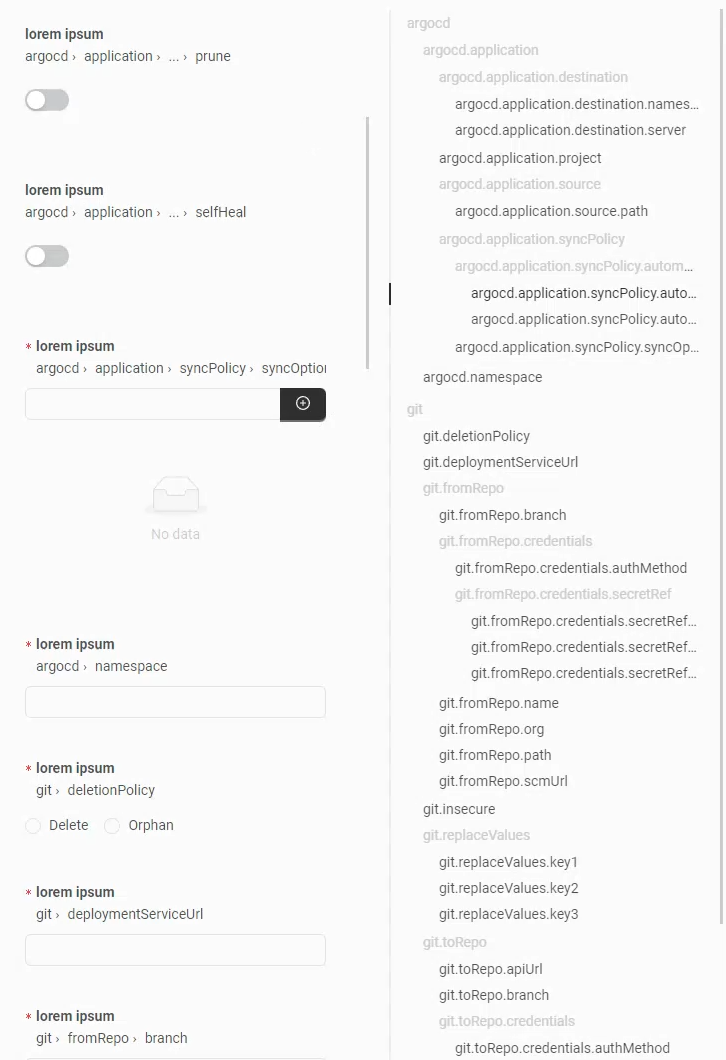 lorem ipsum
argocd › application › ... › prune
lorem ipsum
argocd › application › ... › selfHeal
* lorem ipsum
argocd › application › syncPolicy › syncOption
No data
* lorem ipsum
argocd › namespace
* lorem ipsum
git › deletionPolicy
Delete Orphan
* lorem ipsum
git › deploymentServiceUrl
* lorem ipsum
git › fromRepo › branch
argocd
argocd.application
argocd.application.destination
argocd.application.destination.names...
argocd.application.destination.server
argocd.application.project
argocd.application.source
argocd.application.source.path
argocd.application.syncPolicy
argocd.application.syncPolicy.autom...
argocd.application.syncPolicy.auto...
argocd.application.syncPolicy.auto...
argocd.application.syncPolicy.syncOp...
argocd.namespace
git
git.deletionPolicy
git.deploymentServiceUrl
git.fromRepo
git.fromRepo.branch
git.fromRepo.credentials
git.fromRepo.credentials.authMethod
git.fromRepo.credentials.secretRef
git.fromRepo.credentials.secretRef...
git.fromRepo.credentials.secretRef...
git.fromRepo.credentials.secretRef...
git.fromRepo.name
git.fromRepo.org
git.fromRepo.path
git.fromRepo.scmUrl
git.insecure
git.replaceValues
git.replaceValues.key1
git.replaceValues.key2
git.replaceValues.key3
git.toRepo
git.toRepo.apiUrl
git.toRepo.branch
git.toRepo.credentials
git.toRepo.credentials.authMethod